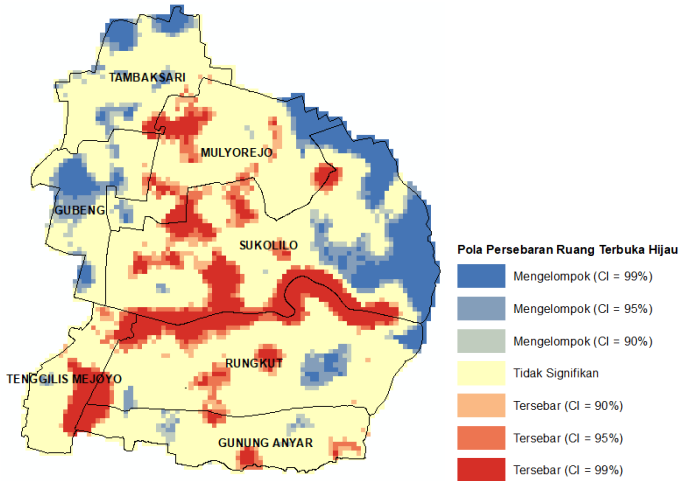 TAMBAKSARI
MULYOREJO
GUBENG
SUKOLILO
RUNGKUT
TENGGILIS MEJOYO
GUNUNG ANYAR
Pola Persebaran Ruang Terbuka Hijau
Mengelompok (CI = 99%)
Mengelompok (CI = 95%)
Mengelompok (CI = 90%)
Tidak Signifikan
Tersebar (CI = 90%)
Tersebar (CI = 95%)
Tersebar (CI = 99%)